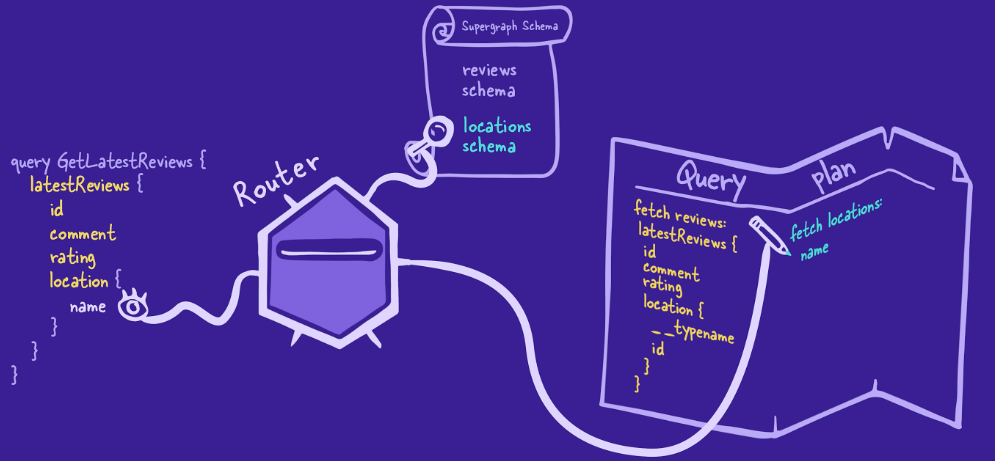 Supergraph Schema
reviews
schema
locations
schema
query GetLatestReviews {
latestReviews {
id
comment
rating
location {
name
}
}
}
Router
Query plan
fetch reviews:
latestReviews {
id
comment
rating
location {
__typename
id
}
}
fetch locations:
name